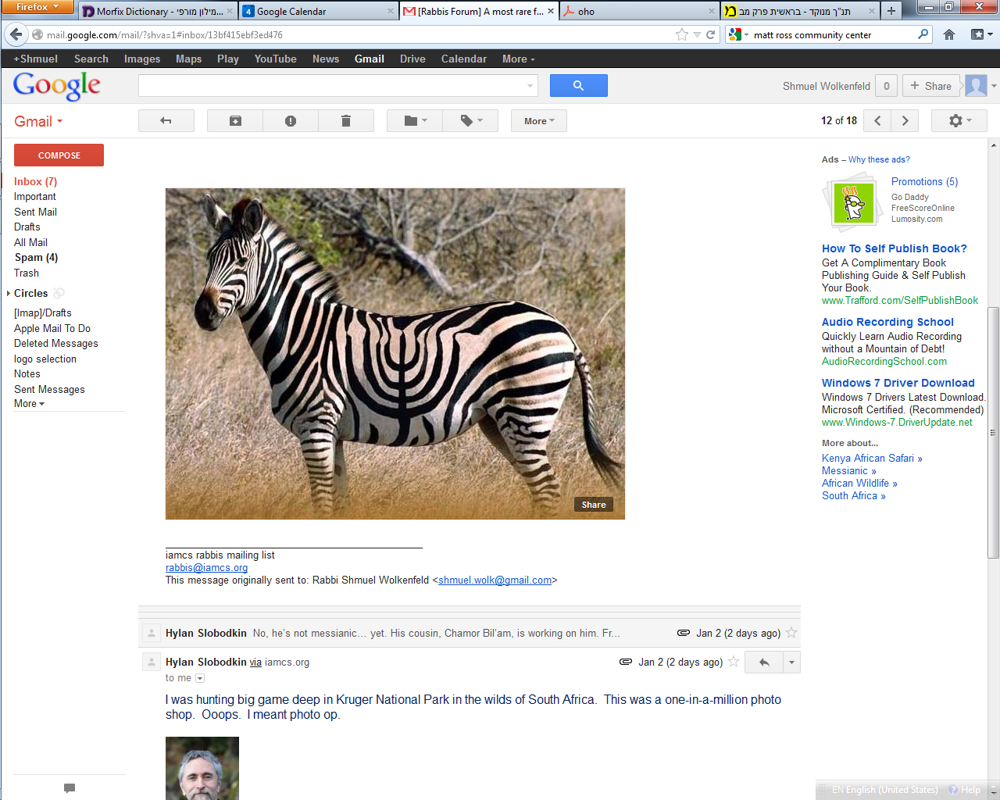 Firefox
Morfix Dictionary - מילון מורפי...
Google Calendar
[Rabbis Forum] A most rare f...
oho
תנ"ך מנוקד - בראשית פרק מב
mail.google.com/mail/?shva=1#inbox/13bf415ebf3ed476
matt ross community center
+Shmuel Search Images Maps Play YouTube News Gmail Drive Calendar More
Google
Shmuel Wolkenfeld 0 + Share
Gmail
More
12 of 18
COMPOSE
Inbox (7)
Important
Sent Mail
Drafts
All Mail
Spam (4)
Trash
Circles
[Imap]/Drafts
Apple Mail To Do
Deleted Messages
logo selection
Notes
Sent Messages
More
Share
iamcs rabbis mailing list
rabbis@iamcs.org
This message originally sent to: Rabbi Shmuel Wolkenfeld <shmuel.wolk@gmail.com>
Hylan Slobodkin No, he's not messianic... yet. His cousin, Chamor Bil'am, is working on him. Fr... Jan 2 (2 days ago)
Hylan Slobodkin via iamcs.org Jan 2 (2 days ago)
to me
I was hunting big game deep in Kruger National Park in the wilds of South Africa. This was a one-in-a-million photo
shop. Ooops. I meant photo op.
Ads – Why these ads?
Promotions (5)
Go Daddy
FreeScoreOnline
Lumosity.com
How To Self Publish Book?
Get A Complimentary Book
Publishing Guide & Self Publish
Your Book.
www.Trafford.com/SelfPublishBook
Audio Recording School
Quickly Learn Audio Recording
without a Mountain of Debt!
AudioRecordingSchool.com
Windows 7 Driver Download
Windows 7 Drivers Latest Download.
Microsoft Certified. (Recommended)
www.Windows-7.DriverUpdate.net
More about...
Kenya African Safari »
Messianic »
African Wildlife »
South Africa »
EN English (United States) Help